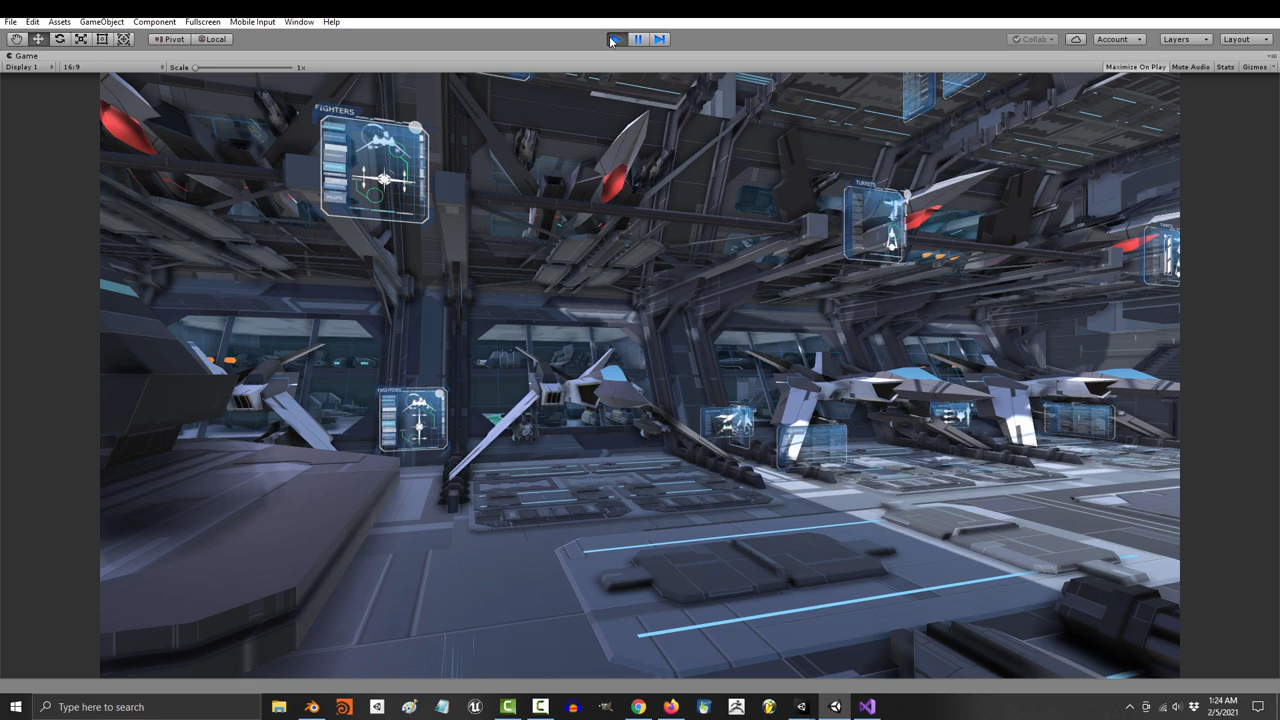 File Edit Assets GameObject Component Fullscreen Mobile Input Window Help
Pivot Local Collab Account Layers Layout
Game
Display 1 16:9 Scale 1x Maximize On Play Mute Audio Stats Gizmos
FIGHTERS
PILOTS
TURRETS
FIGHTERS
Type here to search
1:24 AM
2/5/2021